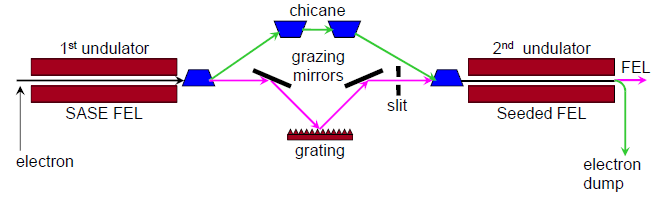 chicane
1st undulator
grazing
mirrors
2nd undulator
FEL
SASE FEL
slit
Seeded FEL
electron
grating
electron
dump